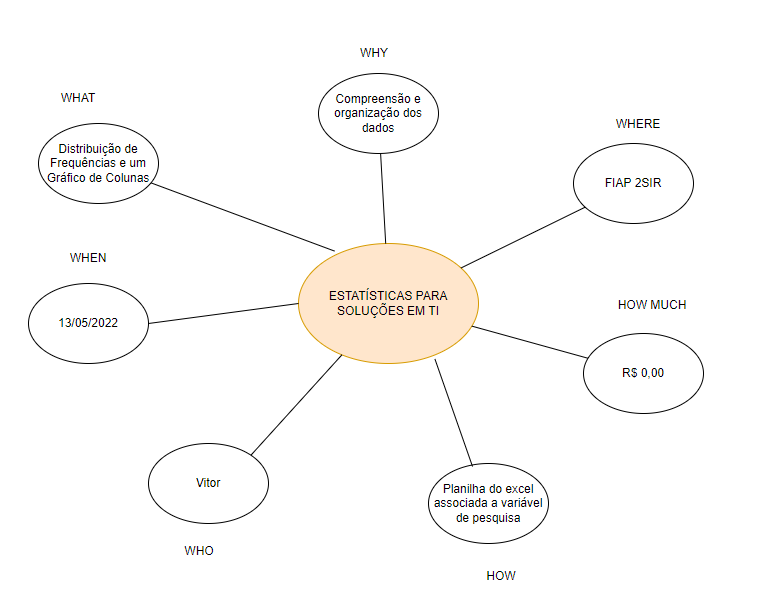 WHY
Compreensão e
organização dos
dados
WHAT
Distribuição de
Frequências e um
Gráfico de Colunas
WHERE
FIAP 2SIR
WHEN
13/05/2022
ESTATÍSTICAS PARA
SOLUÇÕES EM TI
HOW MUCH
R$ 0,00
Vitor
WHO
Planilha do excel
associada a variável
de pesquisa
HOW